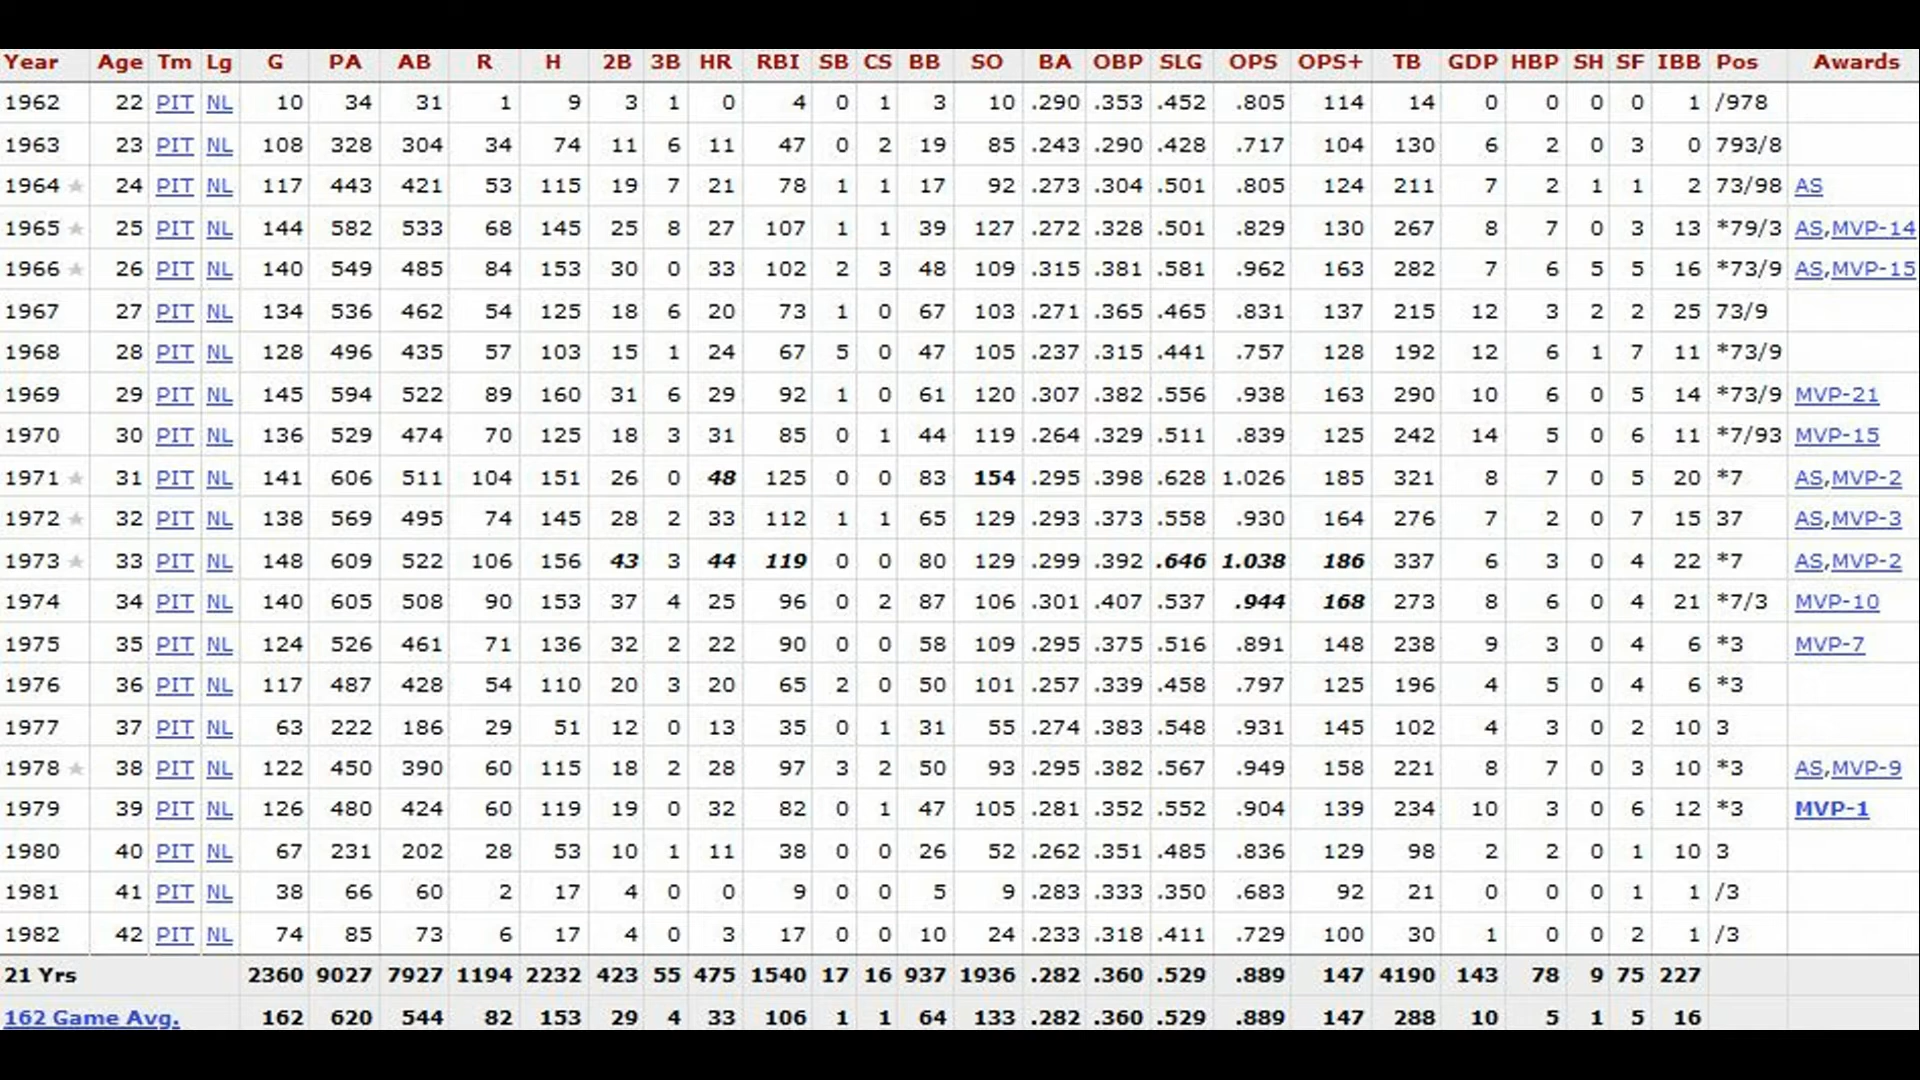 Year Age Tm Lg G PA AB R H 2B 3B HR RBI SB CS BB SO BA OBP SLG OPS OPS+ TB GDP HBP SH SF IBB Pos Awards
1962 22 PIT NL 10 34 31 1 9 3 1 0 4 0 1 3 10 .290 .353 .452 .805 114 14 0 0 0 0 1 /978
1963 23 PIT NL 108 328 304 34 74 11 6 11 47 0 2 19 85 .243 .290 .428 .717 104 130 6 2 0 3 0 793/8
1964 ★ 24 PIT NL 117 443 421 53 115 19 7 21 78 1 1 17 92 .273 .304 .501 .805 124 211 7 2 1 1 2 73/98 AS
1965 ★ 25 PIT NL 144 582 533 68 145 25 8 27 107 1 1 39 127 .272 .328 .501 .829 130 267 8 7 0 3 13 *79/3 AS,MVP-14
1966 ★ 26 PIT NL 140 549 485 84 153 30 0 33 102 2 3 48 109 .315 .381 .581 .962 163 282 7 6 5 5 16 *73/9 AS,MVP-15
1967 27 PIT NL 134 536 462 54 125 18 6 20 73 1 0 67 103 .271 .365 .465 .831 137 215 12 3 2 2 25 73/9
1968 28 PIT NL 128 496 435 57 103 15 1 24 67 5 0 47 105 .237 .315 .441 .757 128 192 12 6 1 7 11 *73/9
1969 29 PIT NL 145 594 522 89 160 31 6 29 92 1 0 61 120 .307 .382 .556 .938 163 290 10 6 0 5 14 *73/9 MVP-21
1970 30 PIT NL 136 529 474 70 125 18 3 31 85 0 1 44 119 .264 .329 .511 .839 125 242 14 5 0 6 11 *7/93 MVP-15
1971 ★ 31 PIT NL 141 606 511 104 151 26 0 48 125 0 0 83 154 .295 .398 .628 1.026 185 321 8 7 0 5 20 *7 AS,MVP-2
1972 ★ 32 PIT NL 138 569 495 74 145 28 2 33 112 1 1 65 129 .293 .373 .558 .930 164 276 7 2 0 7 15 37 AS,MVP-3
1973 ★ 33 PIT NL 148 609 522 106 156 43 3 44 119 0 0 80 129 .299 .392 .646 1.038 186 337 6 3 0 4 22 *7 AS,MVP-2
1974 34 PIT NL 140 605 508 90 153 37 4 25 96 0 2 87 106 .301 .407 .537 .944 168 273 8 6 0 4 21 *7/3 MVP-10
1975 35 PIT NL 124 526 461 71 136 32 2 22 90 0 0 58 109 .295 .375 .516 .891 148 238 9 3 0 4 6 *3 MVP-7
1976 36 PIT NL 117 487 428 54 110 20 3 20 65 2 0 50 101 .257 .339 .458 .797 125 196 4 5 0 4 6 *3
1977 37 PIT NL 63 222 186 29 51 12 0 13 35 0 1 31 55 .274 .383 .548 .931 145 102 4 3 0 2 10 3
1978 ★ 38 PIT NL 122 450 390 60 115 18 2 28 97 3 2 50 93 .295 .382 .567 .949 158 221 8 7 0 3 10 *3 AS,MVP-9
1979 39 PIT NL 126 480 424 60 119 19 0 32 82 0 1 47 105 .281 .352 .552 .904 139 234 10 3 0 6 12 *3 MVP-1
1980 40 PIT NL 67 231 202 28 53 10 1 11 38 0 0 26 52 .262 .351 .485 .836 129 98 2 2 0 1 10 3
1981 41 PIT NL 38 66 60 2 17 4 0 0 9 0 0 5 9 .283 .333 .350 .683 92 21 0 0 0 1 1 /3
1982 42 PIT NL 74 85 73 6 17 4 0 3 17 0 0 10 24 .233 .318 .411 .729 100 30 1 0 0 2 1 /3
21 Yrs 2360 9027 7927 1194 2232 423 55 475 1540 17 16 937 1936 .282 .360 .529 .889 147 4190 143 78 9 75 227
162 Game Avg. 162 620 544 82 153 29 4 33 106 1 1 64 133 .282 .360 .529 .889 147 288 10 5 1 5 16